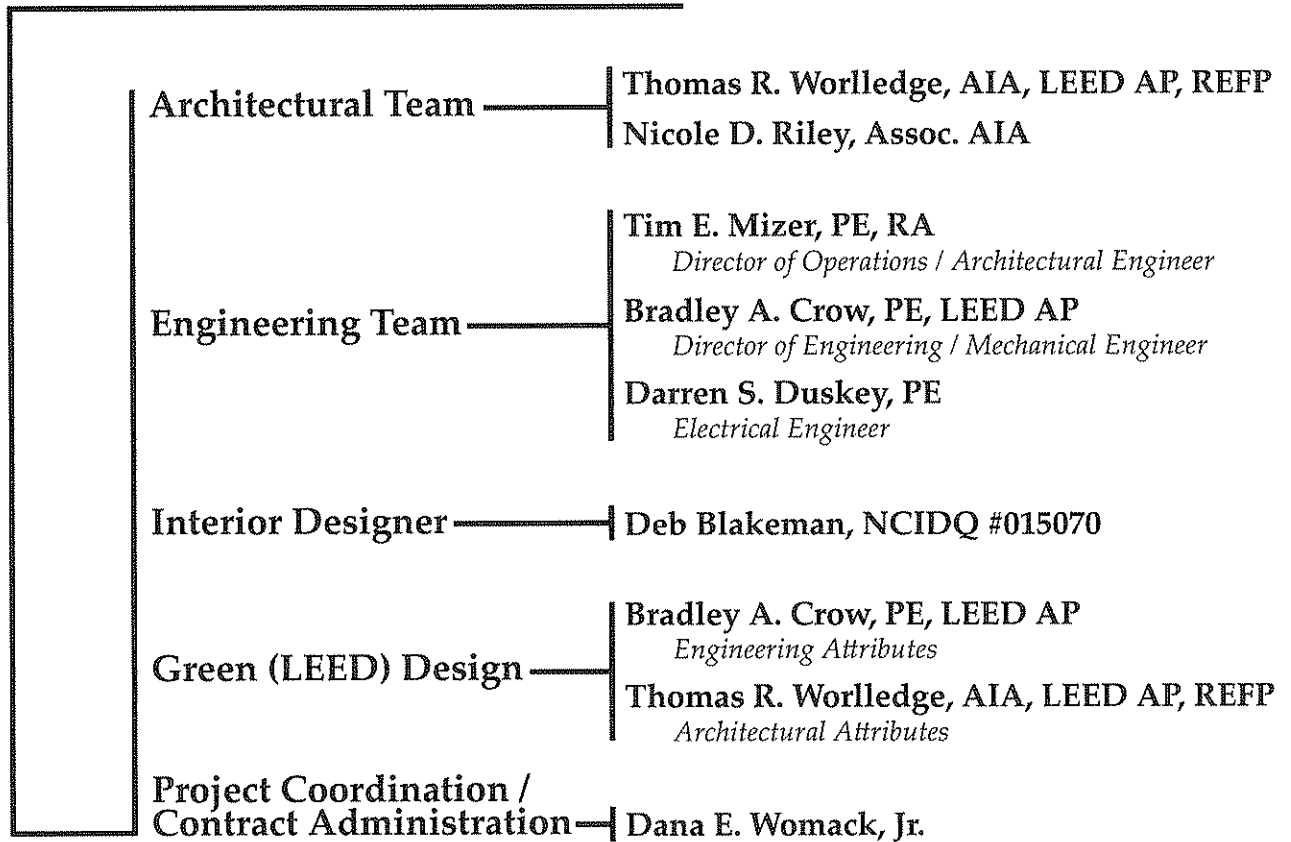 Architectural Team
Thomas R. Worlledge, AIA, LEED AP, REFP
Nicole D. Riley, Assoc. AIA
Engineering Team
Tim E. Mizer, PE, RA
Director of Operations / Architectural Engineer
Bradley A. Crow, PE, LEED AP
Director of Engineering / Mechanical Engineer
Darren S. Duskey, PE
Electrical Engineer
Interior Designer
Deb Blakeman, NCIDQ #015070
Green (LEED) Design
Bradley A. Crow, PE, LEED AP
Engineering Attributes
Thomas R. Worlledge, AIA, LEED AP, REFP
Architectural Attributes
Project Coordination /
Contract Administration
Dana E. Womack, Jr.